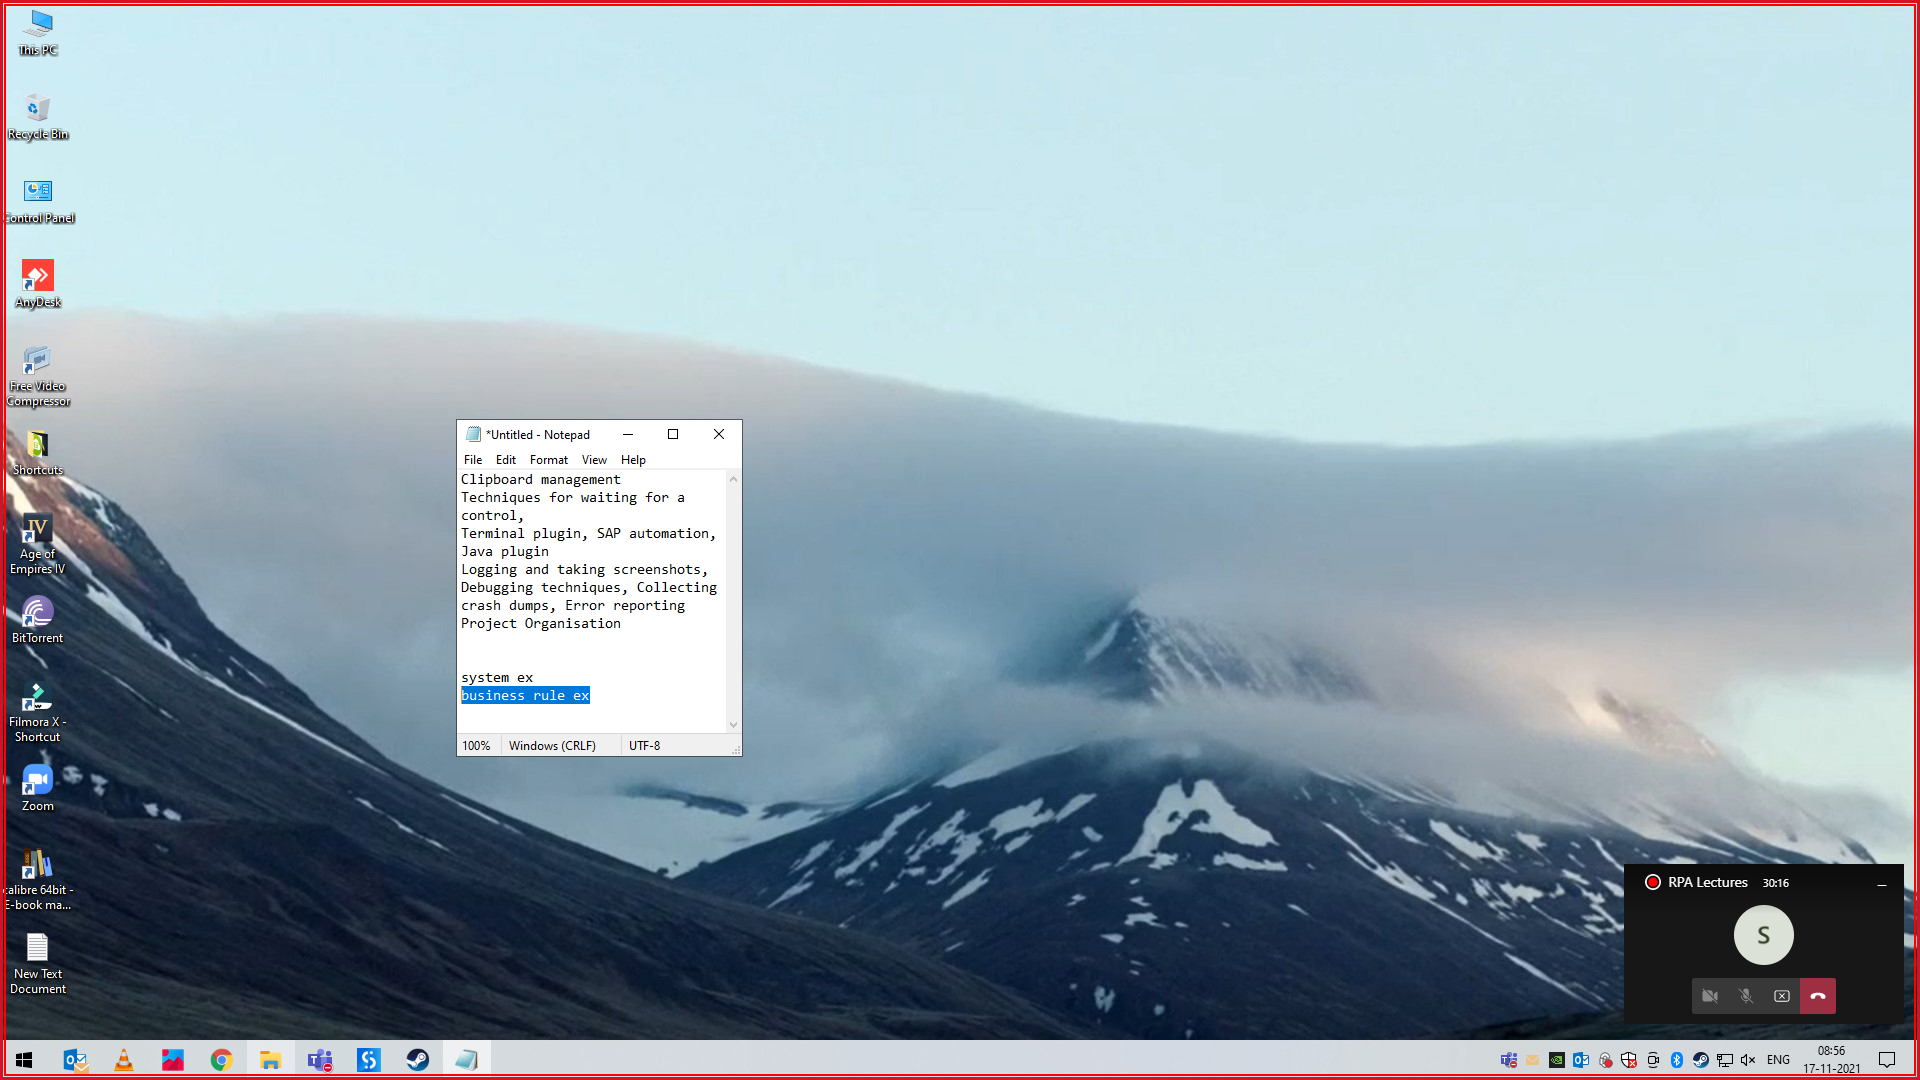 This PC
Recycle Bin
Control Panel
AnyDesk
Free Video
Compressor
Shortcuts
IV
Age of
Empires IV
BitTorrent
Filmora X -
Shortcut
Zoom
calibre 64bit -
E-book ma...
New Text
Document
*Untitled - Notepad
File Edit Format View Help
Clipboard management
Techniques for waiting for a
control,
Terminal plugin, SAP automation,
Java plugin
Logging and taking screenshots,
Debugging techniques, Collecting
crash dumps, Error reporting
Project Organisation
system ex
business rule ex
100% Windows (CRLF) UTF-8
RPA Lectures 30:16
S
ENG
08:56
17-11-2021